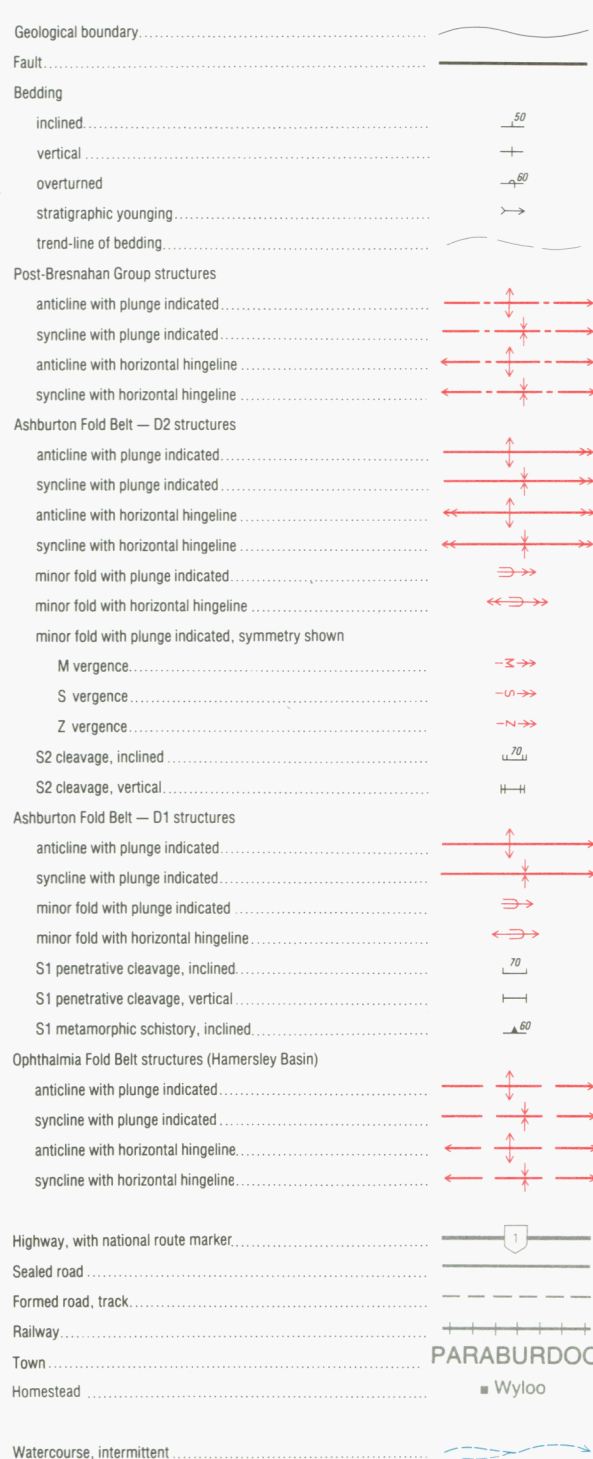 Geological boundary
Fault
Bedding
inclined 50
vertical
overturned 60
stratigraphic younging
trend-line of bedding
Post-Bresnahan Group structures
anticline with plunge indicated
syncline with plunge indicated
anticline with horizontal hingeline
syncline with horizontal hingeline
Ashburton Fold Belt — D2 structures
anticline with plunge indicated
syncline with plunge indicated
anticline with horizontal hingeline
syncline with horizontal hingeline
minor fold with plunge indicated
minor fold with horizontal hingeline
minor fold with plunge indicated, symmetry shown
M vergence M
S vergence S
Z vergence Z
S2 cleavage, inclined 70
S2 cleavage, vertical
Ashburton Fold Belt — D1 structures
anticline with plunge indicated
syncline with plunge indicated
minor fold with plunge indicated
minor fold with horizontal hingeline
S1 penetrative cleavage, inclined 70
S1 penetrative cleavage, vertical
S1 metamorphic schistory, inclined 60
Ophthalmia Fold Belt structures (Hamersley Basin)
anticline with plunge indicated
syncline with plunge indicated
anticline with horizontal hingeline
syncline with horizontal hingeline
Highway, with national route marker 1
Sealed road
Formed road, track
Railway
Town PARABURDOO
Homestead Wyloo
Watercourse, intermittent